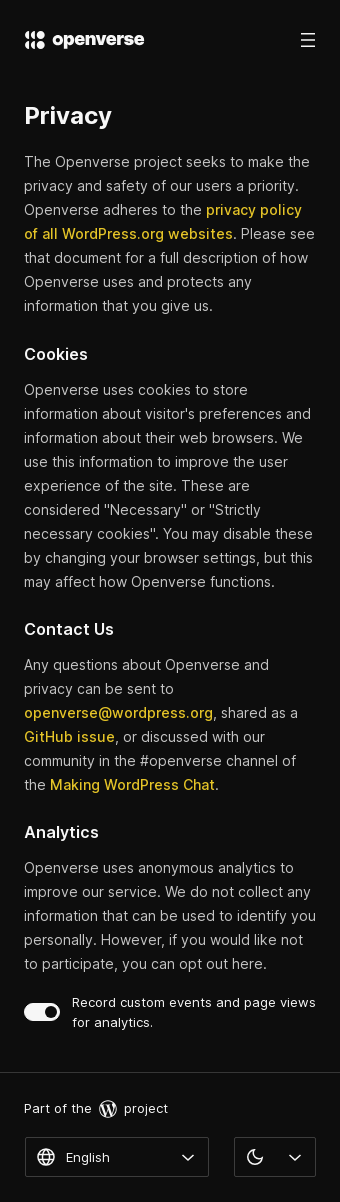 openverse
Privacy
The Openverse project seeks to make the
privacy and safety of our users a priority.
Openverse adheres to the privacy policy
of all WordPress.org websites. Please see
that document for a full description of how
Openverse uses and protects any
information that you give us.
Cookies
Openverse uses cookies to store
information about visitor's preferences and
information about their web browsers. We
use this information to improve the user
experience of the site. These are
considered "Necessary" or "Strictly
necessary cookies". You may disable these
by changing your browser settings, but this
may affect how Openverse functions.
Contact Us
Any questions about Openverse and
privacy can be sent to
openverse@wordpress.org, shared as a
GitHub issue, or discussed with our
community in the #openverse channel of
the Making WordPress Chat.
Analytics
Openverse uses anonymous analytics to
improve our service. We do not collect any
information that can be used to identify you
personally. However, if you would like not
to participate, you can opt out here.
Record custom events and page views
for analytics.
Part of the project
English